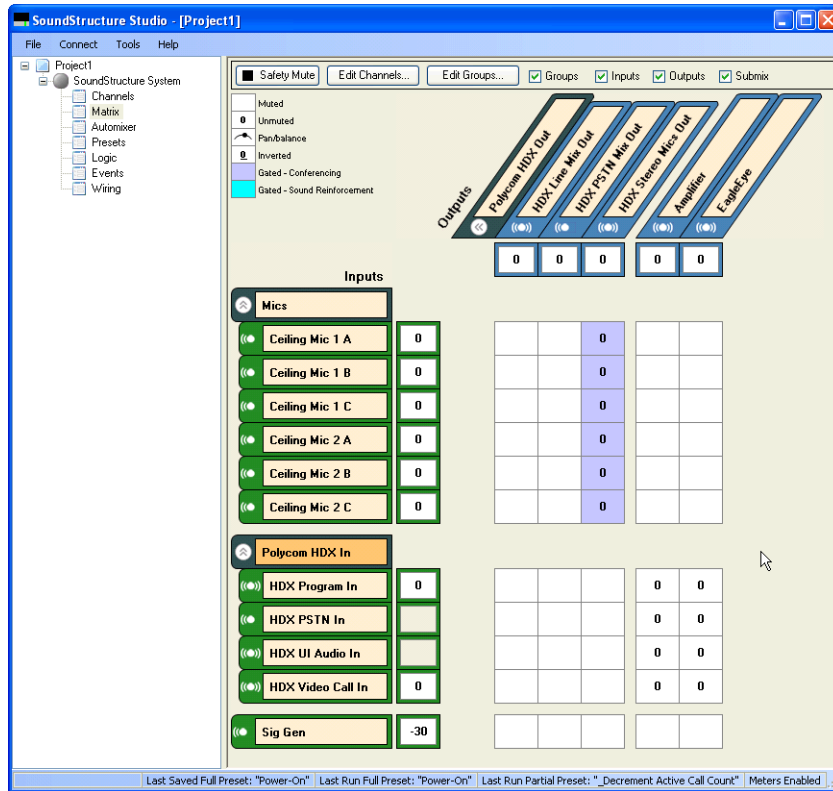 SoundStructure Studio - [Project1]
File Connect Tools Help
Project1
SoundStructure System
Channels
Matrix
Automixer
Presets
Logic
Events
Wiring
Safety Mute Edit Channels... Edit Groups... Groups Inputs Outputs Submix
Muted
0 Unmuted
Pan/balance
0 Inverted
Gated - Conferencing
Gated - Sound Reinforcement
Outputs
Polycom HDX Out
HDX Line Mix Out
HDX PSTN Mix Out
HDX Stereo Mics Out
Amplifier
EagleEye
0 0 0 0 0
Inputs
Mics
Ceiling Mic 1 A 0 0
Ceiling Mic 1 B 0 0
Ceiling Mic 1 C 0 0
Ceiling Mic 2 A 0 0
Ceiling Mic 2 B 0 0
Ceiling Mic 2 C 0 0
Polycom HDX In
HDX Program In 0 0 0
HDX PSTN In 0 0
HDX UI Audio In 0 0
HDX Video Call In 0 0 0
Sig Gen -30
Last Saved Full Preset: "Power-On" Last Run Full Preset: "Power-On" Last Run Partial Preset: "_Decrement Active Call Count" Meters Enabled